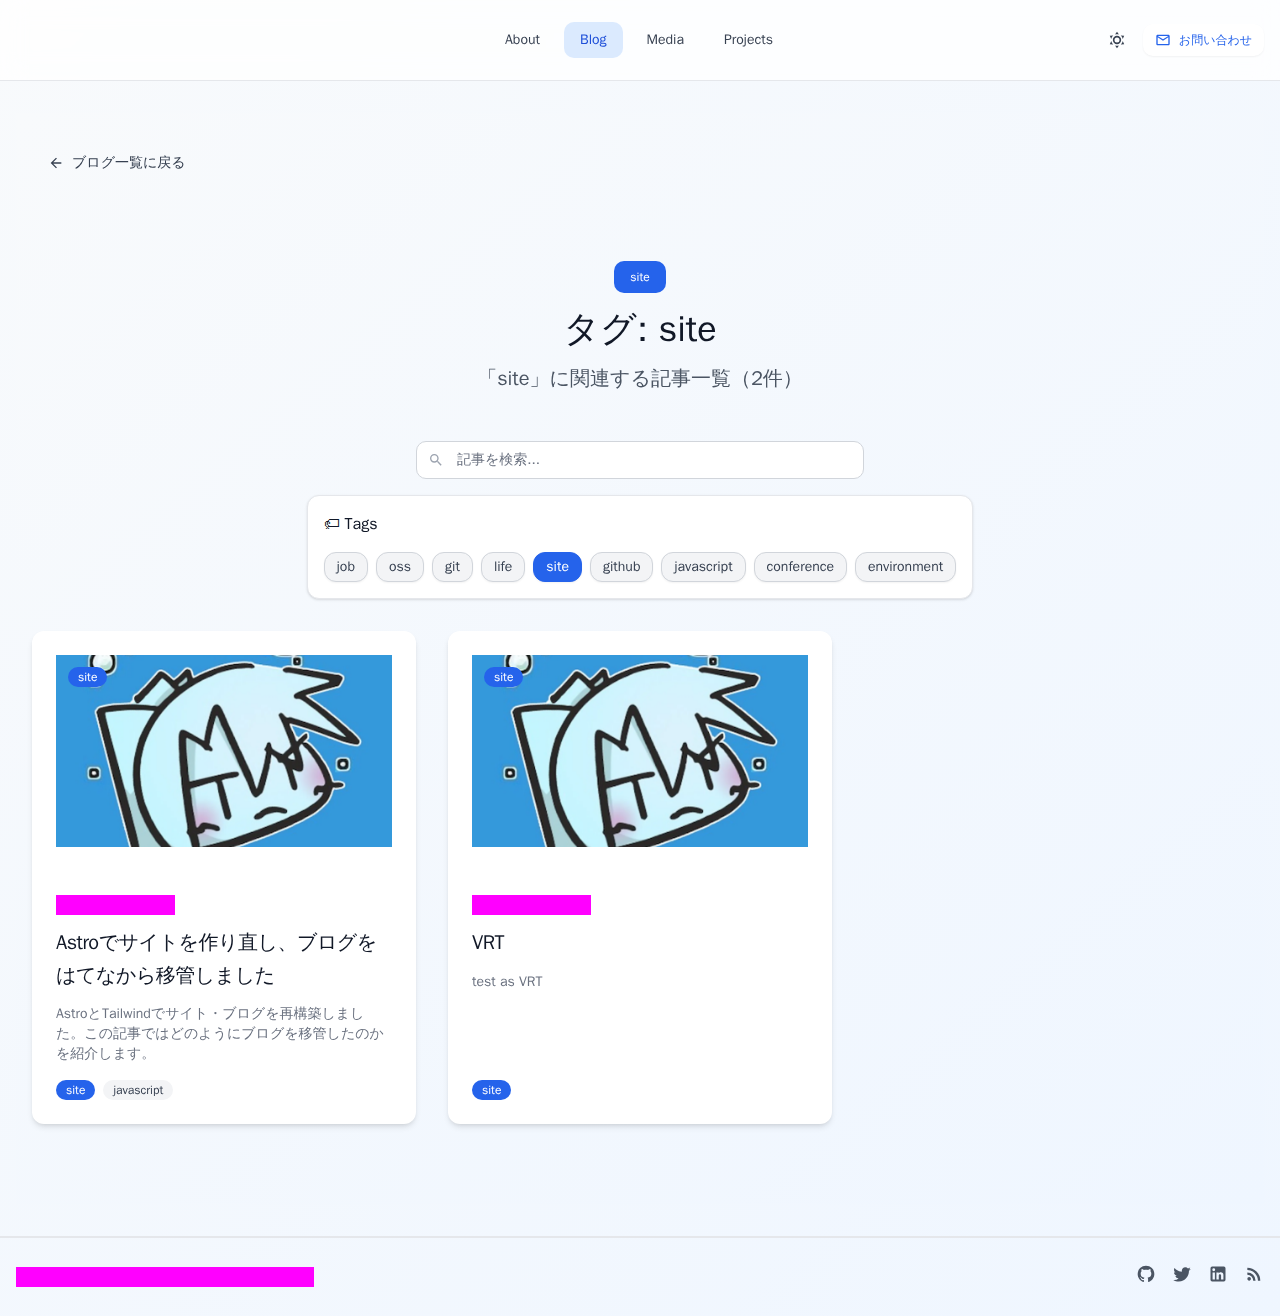 About
Blog
Media
Projects
お問い合わせ
ブログ一覧に戻る
site
タグ: site
「site」に関連する記事一覧（2件）
記事を検索...
🏷 Tags
job
oss
git
life
site
github
javascript
conference
environment
site
Astroでサイトを作り直し、ブログを
はてなから移管しました
AstroとTailwindでサイト・ブログを再構築しまし
た。この記事ではどのようにブログを移管したのか
を紹介します。
site
javascript
site
VRT
test as VRT
site